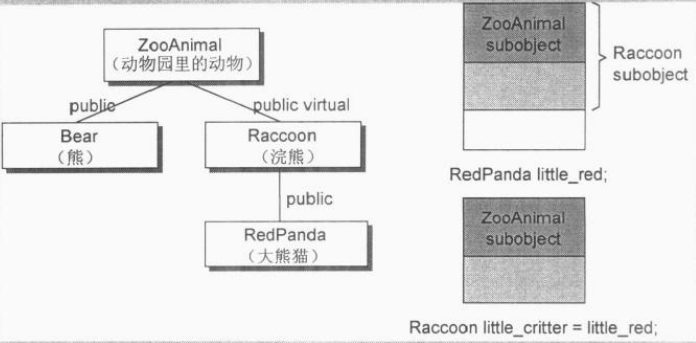 ZooAnimal
(动物园里的动物)
public
public virtual
Bear
(熊)
Raccoon
(浣熊)
public
RedPanda
(大熊猫)
ZooAnimal
subobject
Raccoon
subobject
RedPanda little_red;
ZooAnimal
subobject
Raccoon little_critter = little_red;